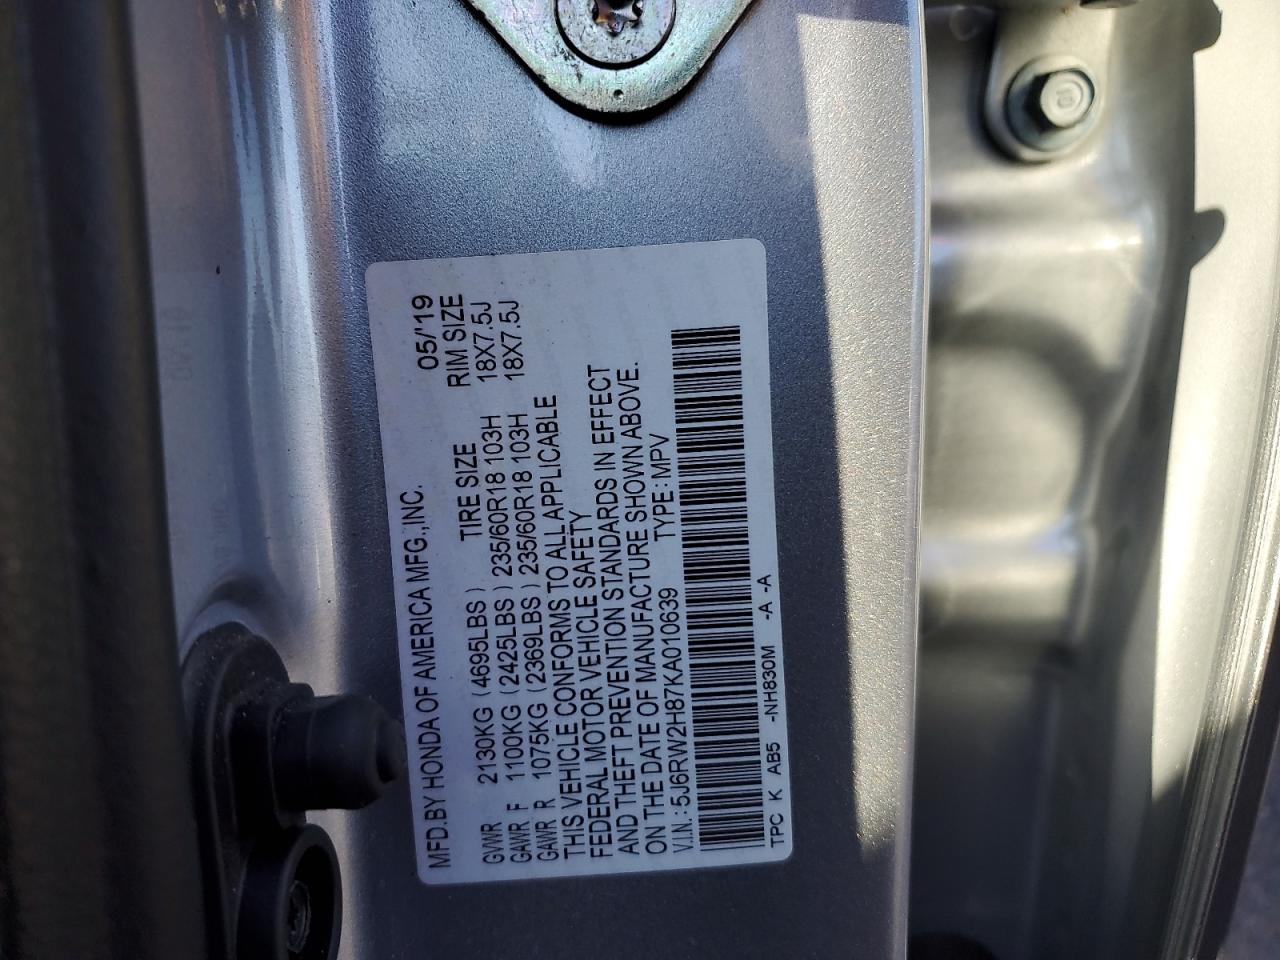 MFD.BY HONDA OF AMERICA MFG.,INC. 05/'19
TIRE SIZE RIM SIZE
GVWR 2130KG (4695LBS)
GAWR F 1100KG (2425LBS) 235/60R18 103H 18X7.5J
GAWR R 1075KG (2369LBS) 235/60R18 103H 18X7.5J
THIS VEHICLE CONFORMS TO ALL APPLICABLE
FEDERAL MOTOR VEHICLE SAFETY
AND THEFT PREVENTION STANDARDS IN EFFECT
ON THE DATE OF MANUFACTURE SHOWN ABOVE.
V.I.N.: 5J6RW2H87KA010639 TYPE: MPV
TPC K AB5 -NH830M -A -A